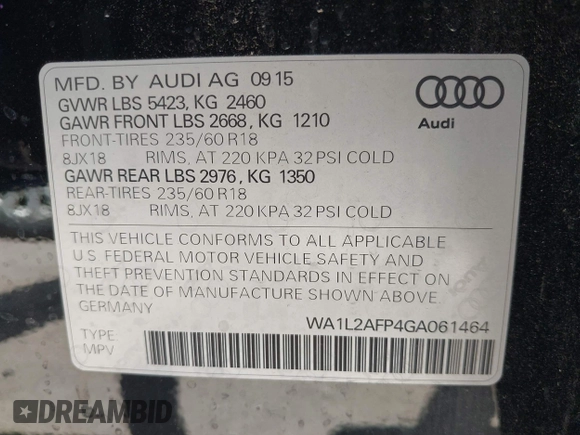 MFD. BY AUDI AG 0915
GVWR LBS 5423, KG 2460
GAWR FRONT LBS 2668, KG 1210
FRONT-TIRES 235/60 R18
8JX18 RIMS, AT 220 KPA 32 PSI COLD
GAWR REAR LBS 2976, KG 1350
REAR-TIRES 235/60 R18
8JX18 RIMS, AT 220 KPA 32 PSI COLD
Audi
THIS VEHICLE CONFORMS TO ALL APPLICABLE
U.S. FEDERAL MOTOR VEHICLE SAFETY AND
THEFT PREVENTION STANDARDS IN EFFECT ON
THE DATE OF MANUFACTURE SHOWN ABOVE.
GERMANY
WA1L2AFP4GA061464
TYPE
MPV
DREAMBID